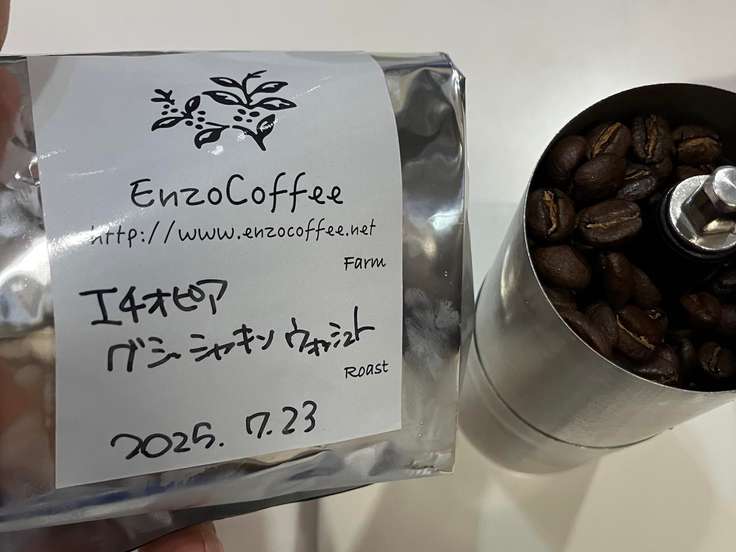 EnzoCoffee
http://www.enzocoffee.net
Farm
エチオピア
グジ シャキソ ウォッシュト
Roast
2025. 7.23